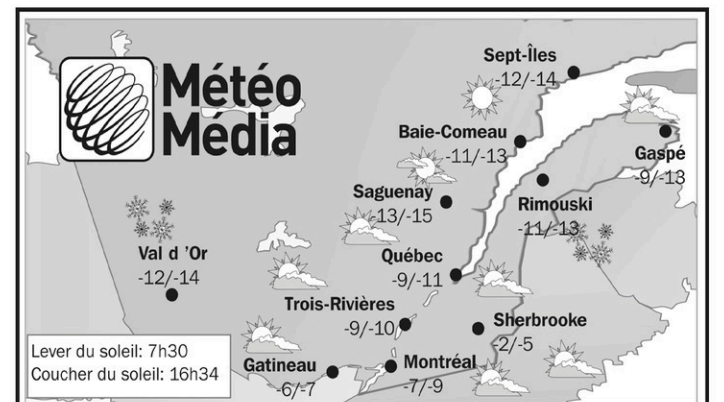 Météo
Média
Sept-Îles
-12/-14
Baie-Comeau
-11/-13
Gaspé
-9/-13
Saguenay
-13/-15
Rimouski
-11/-13
Val d 'Or
-12/-14
Québec
-9/-11
Trois-Rivières
-9/-10
Sherbrooke
-2/-5
Lever du soleil: 7h30
Coucher du soleil: 16h34
Gatineau
-6/-7
Montréal
-7/-9